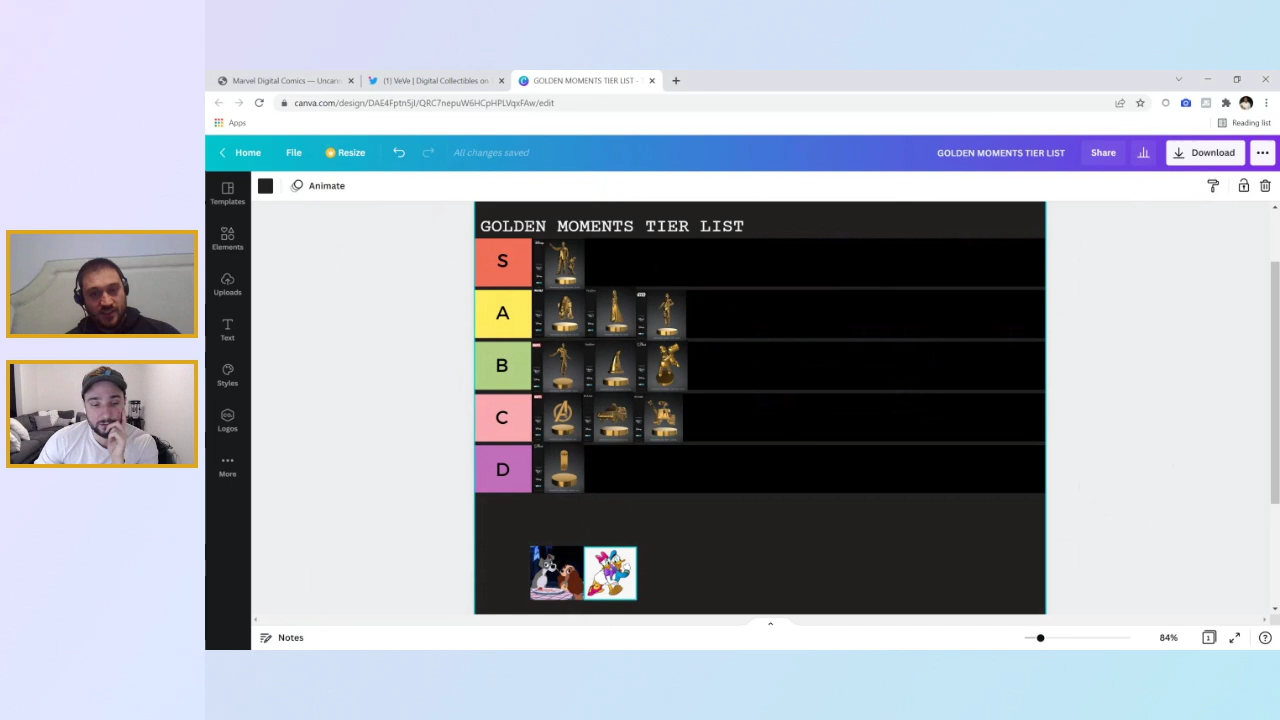 Marvel Digital Comics — Uncann
(1) VeVe | Digital Collectibles on
GOLDEN MOMENTS TIER LIST -
canva.com/design/DAE4Fptn5jI/QRC7nepuW6HCpHPLVqxFAw/edit
Apps
Reading list
Home
File
Resize
All changes saved
GOLDEN MOMENTS TIER LIST
Share
Download
Animate
Templates
Elements
Uploads
Text
Styles
Logos
More
GOLDEN MOMENTS TIER LIST
S
A
B
C
D
Notes
84%
1